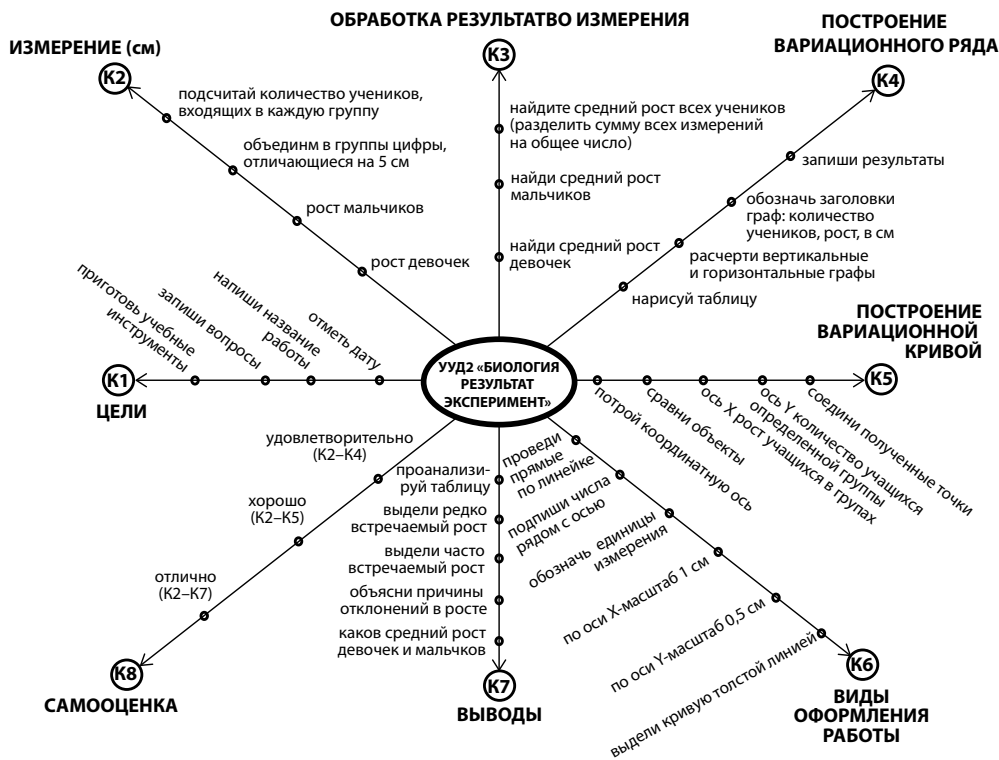 ИЗМЕРЕНИЕ (см)
К2
подсчитай количество учеников,
входящих в каждую группу
объединм в группы цифры,
отличающиеся на 5 см
рост мальчиков
рост девочек
ОБРАБОТКА РЕЗУЛЬТАТВО ИЗМЕРЕНИЯ
К3
найдите средний рост всех учеников
(разделить сумму всех измерений
на общее число)
найди средний рост
мальчиков
найди средний рост
девочек
ПОСТРОЕНИЕ
ВАРИАЦИОННОГО РЯДА
К4
запиши результаты
обозначь заголовки
граф: количество
учеников, рост, в см
расчерти вертикальные
и горизонтальные графы
нарисуй таблицу
К1
ЦЕЛИ
приготовь учебные
инструменты
запиши вопросы
напиши название
работы
отметь дату
УУД2 «БИОЛОГИЯ
РЕЗУЛЬТАТ
ЭКСПЕРИМЕНТ»
ПОСТРОЕНИЕ
ВАРИАЦИОННОЙ
КРИВОЙ
К5
потрой координатную ось
сравни объекты
ось X рост учащихся в групах
ось Y количество учащихся
определенной группы
соедини полученные точки
удовлетворительно
(К2–К4)
хорошо
(К2–К5)
отлично
(К2–К7)
К8
САМООЦЕНКА
проанализи-
руй таблицу
выдели редко
встречаемый рост
выдели часто
встречаемый рост
объясни причины
отклонений в росте
каков средний рост
девочек и мальчков
К7
ВЫВОДЫ
проведи
прямые
по линейке
подпиши числа
рядом с осью
обозначь единицы
измерения
по оси X-масштаб 1 см
по оси Y-масштаб 0,5 см
выдели кривую толстой линией
К6
ВИДЫ
ОФОРМЛЕНИЯ
РАБОТЫ